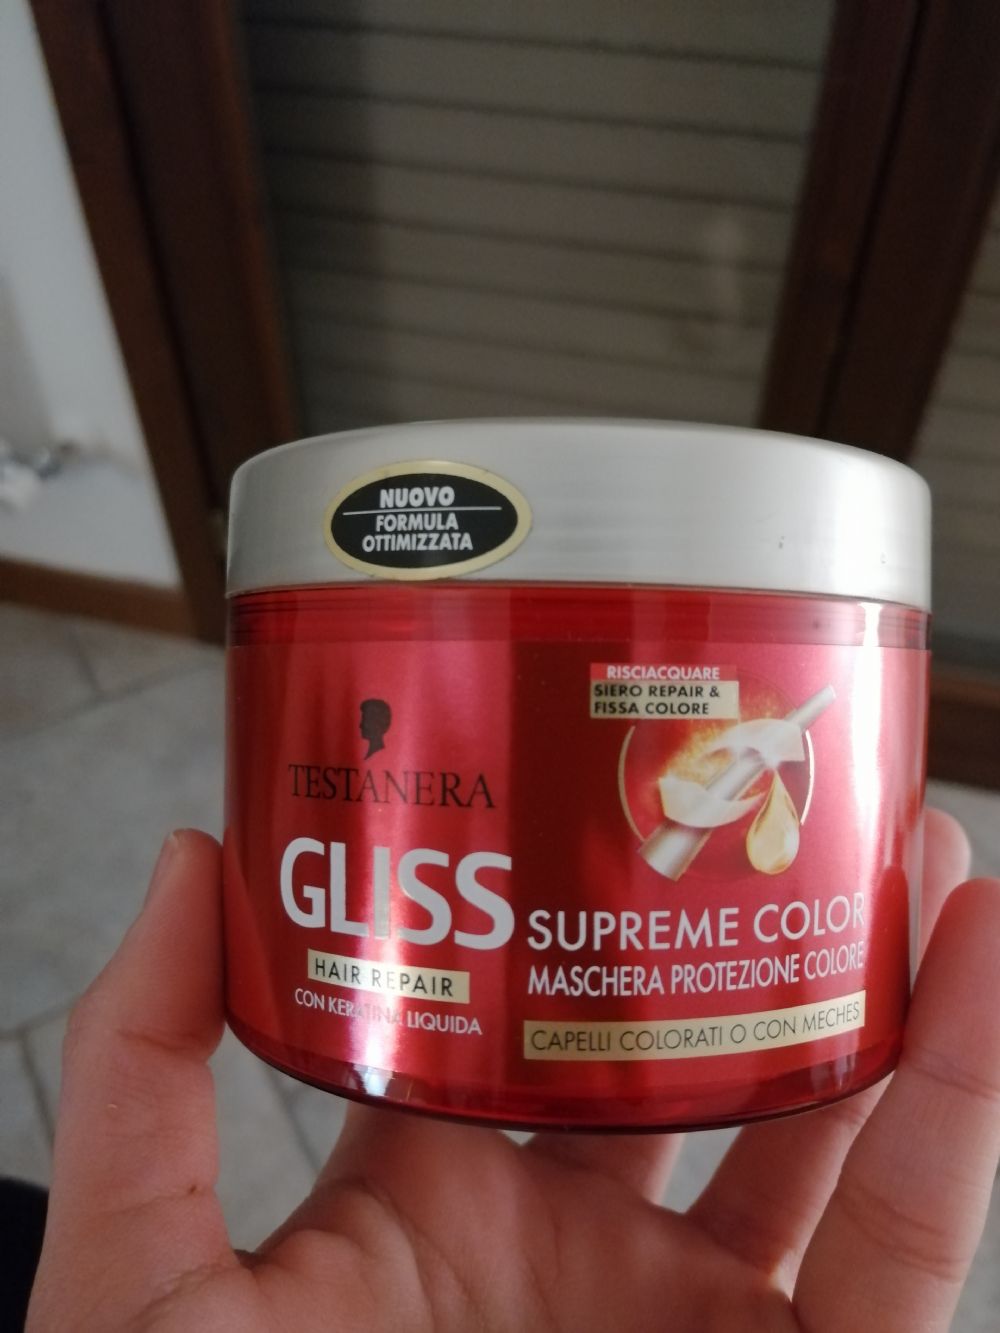 NUOVO
FORMULA
OTTIMIZZATA
RISCIACQUARE
SIERO REPAIR &
FISSA COLORE
TESTANERA
GLISS
HAIR REPAIR
CON KERATINA LIQUIDA
SUPREME COLOR
MASCHERA PROTEZIONE COLORE
CAPELLI COLORATI O CON MECHES